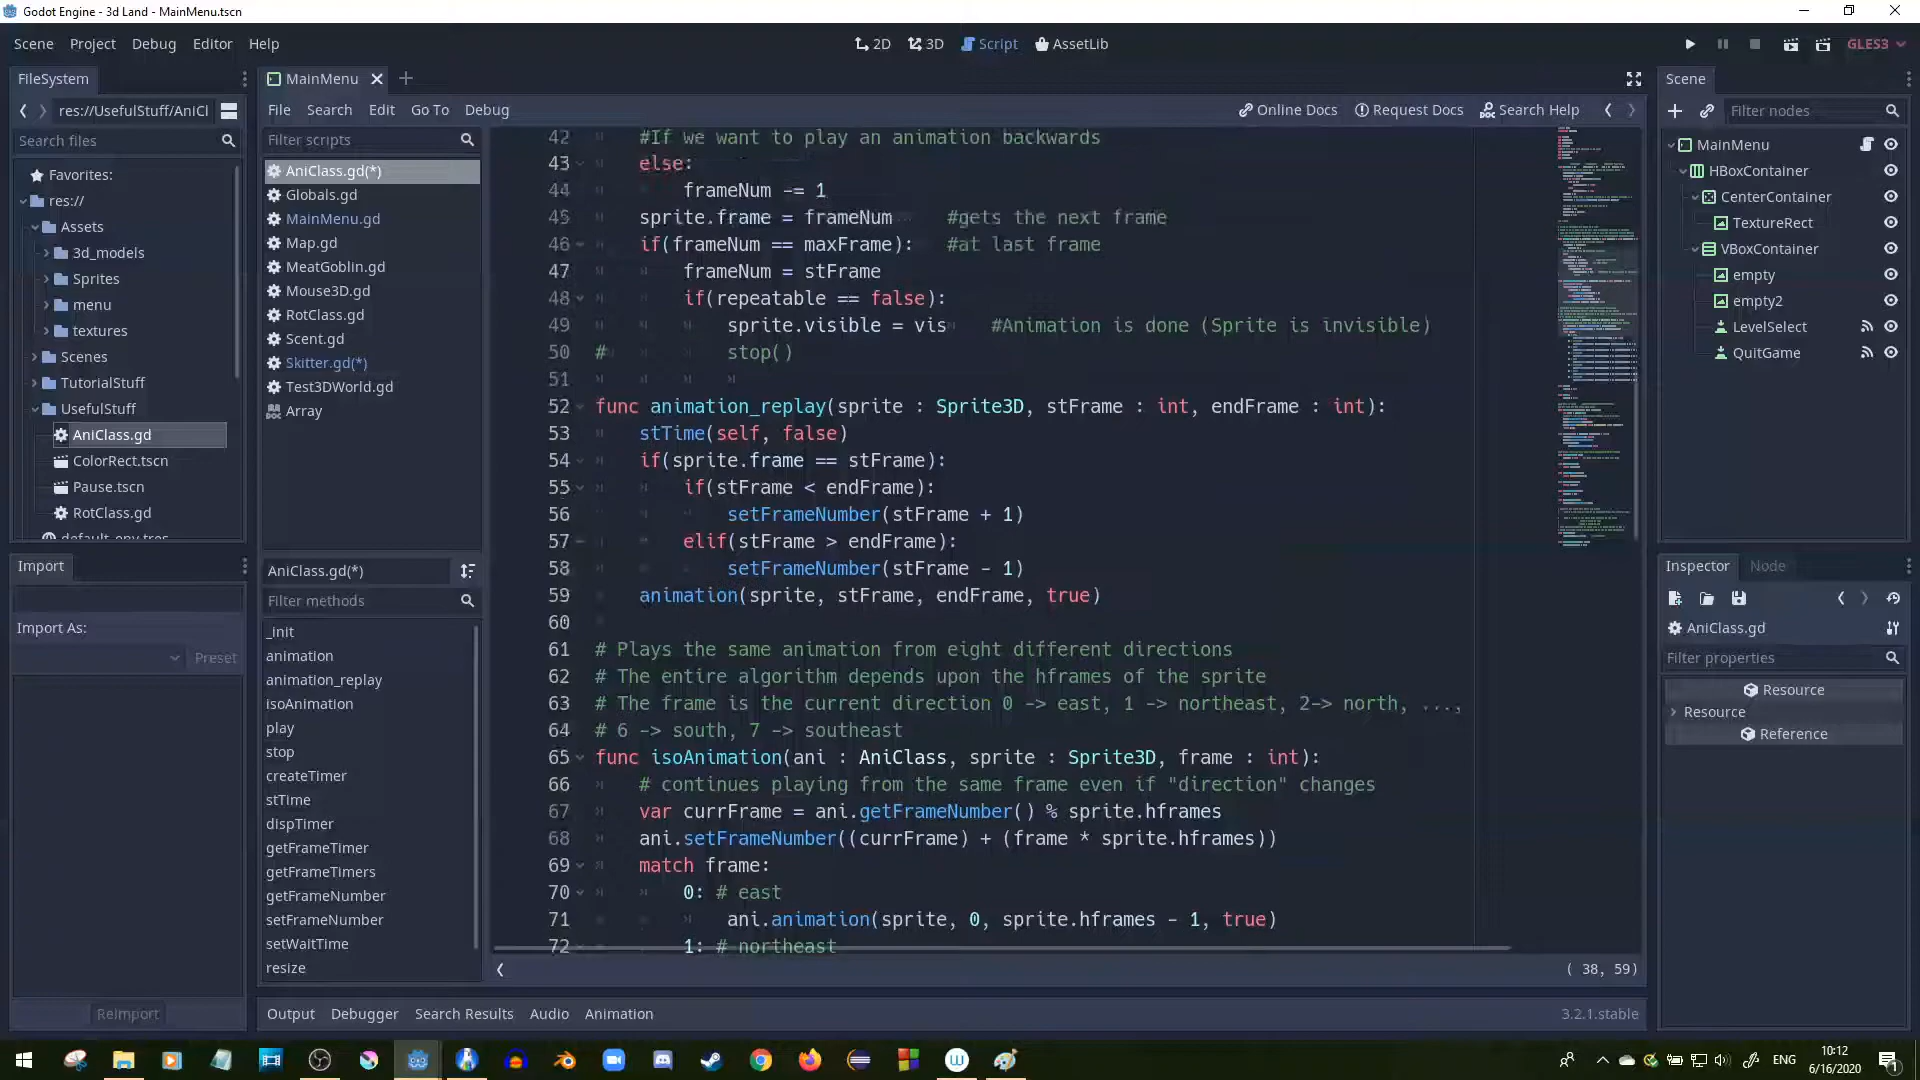 Godot Engine - 3d Land - MainMenu.tscn
Scene Project Debug Editor Help
2D 3D Script AssetLib
GLES3
FileSystem
res://UsefulStuff/AniCl
Search files
Favorites:
res://
Assets
3d_models
Sprites
menu
textures
Scenes
TutorialStuff
UsefulStuff
AniClass.gd
ColorRect.tscn
Pause.tscn
RotClass.gd
default_env.tres
Import
Import As:
Preset
Reimport
MainMenu
File Search Edit Go To Debug
Online Docs Request Docs Search Help
Filter scripts
AniClass.gd(*)
Globals.gd
MainMenu.gd
Map.gd
MeatGoblin.gd
Mouse3D.gd
RotClass.gd
Scent.gd
Skitter.gd(*)
Test3DWorld.gd
Array
AniClass.gd(*)
Filter methods
_init
animation
animation_replay
isoAnimation
play
stop
createTimer
stTime
dispTimer
getFrameTimer
getFrameTimers
getFrameNumber
setFrameNumber
setWaitTime
resize
42 #If we want to play an animation backwards
43 else:
44 frameNum -= 1
45 sprite.frame = frameNum #gets the next frame
46 if(frameNum == maxFrame): #at last frame
47 frameNum = stFrame
48 if(repeatable == false):
49 sprite.visible = vis #Animation is done (Sprite is invisible)
50 # stop()
51
52 func animation_replay(sprite : Sprite3D, stFrame : int, endFrame : int):
53 stTime(self, false)
54 if(sprite.frame == stFrame):
55 if(stFrame < endFrame):
56 setFrameNumber(stFrame + 1)
57 elif(stFrame > endFrame):
58 setFrameNumber(stFrame - 1)
59 animation(sprite, stFrame, endFrame, true)
60
61 # Plays the same animation from eight different directions
62 # The entire algorithm depends upon the hframes of the sprite
63 # The frame is the current direction 0 -> east, 1 -> northeast, 2-> north, ...,
64 # 6 -> south, 7 -> southeast
65 func isoAnimation(ani : AniClass, sprite : Sprite3D, frame : int):
66 # continues playing from the same frame even if "direction" changes
67 var currFrame = ani.getFrameNumber() % sprite.hframes
68 ani.setFrameNumber((currFrame) + (frame * sprite.hframes))
69 match frame:
70 0: # east
71 ani.animation(sprite, 0, sprite.hframes - 1, true)
72 1: # northeast
( 38, 59)
Output Debugger Search Results Audio Animation
3.2.1.stable
Scene
Filter nodes
MainMenu
HBoxContainer
CenterContainer
TextureRect
VBoxContainer
empty
empty2
LevelSelect
QuitGame
Inspector Node
AniClass.gd
Filter properties
Resource
Resource
Reference
ENG
10:12
6/16/2020
1